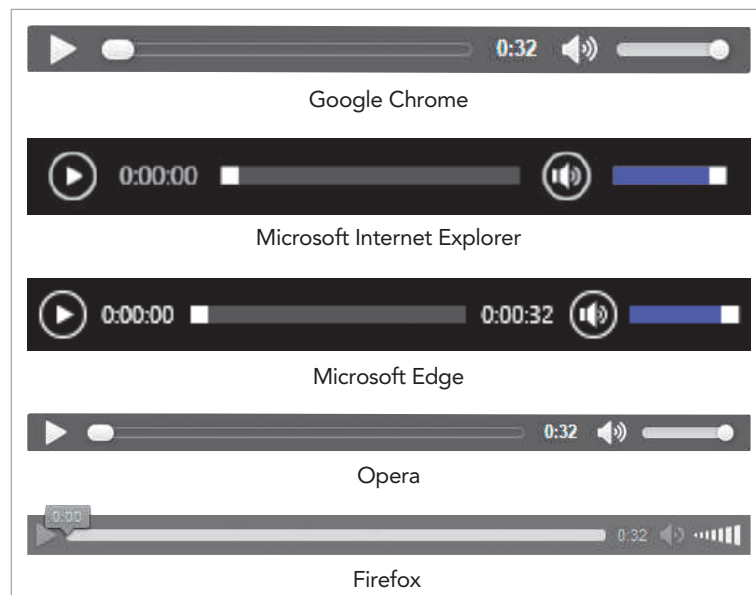 0:32
Google Chrome
0:00:00
Microsoft Internet Explorer
0:00:00 0:00:32
Microsoft Edge
0:32
Opera
0:00
0:32
Firefox